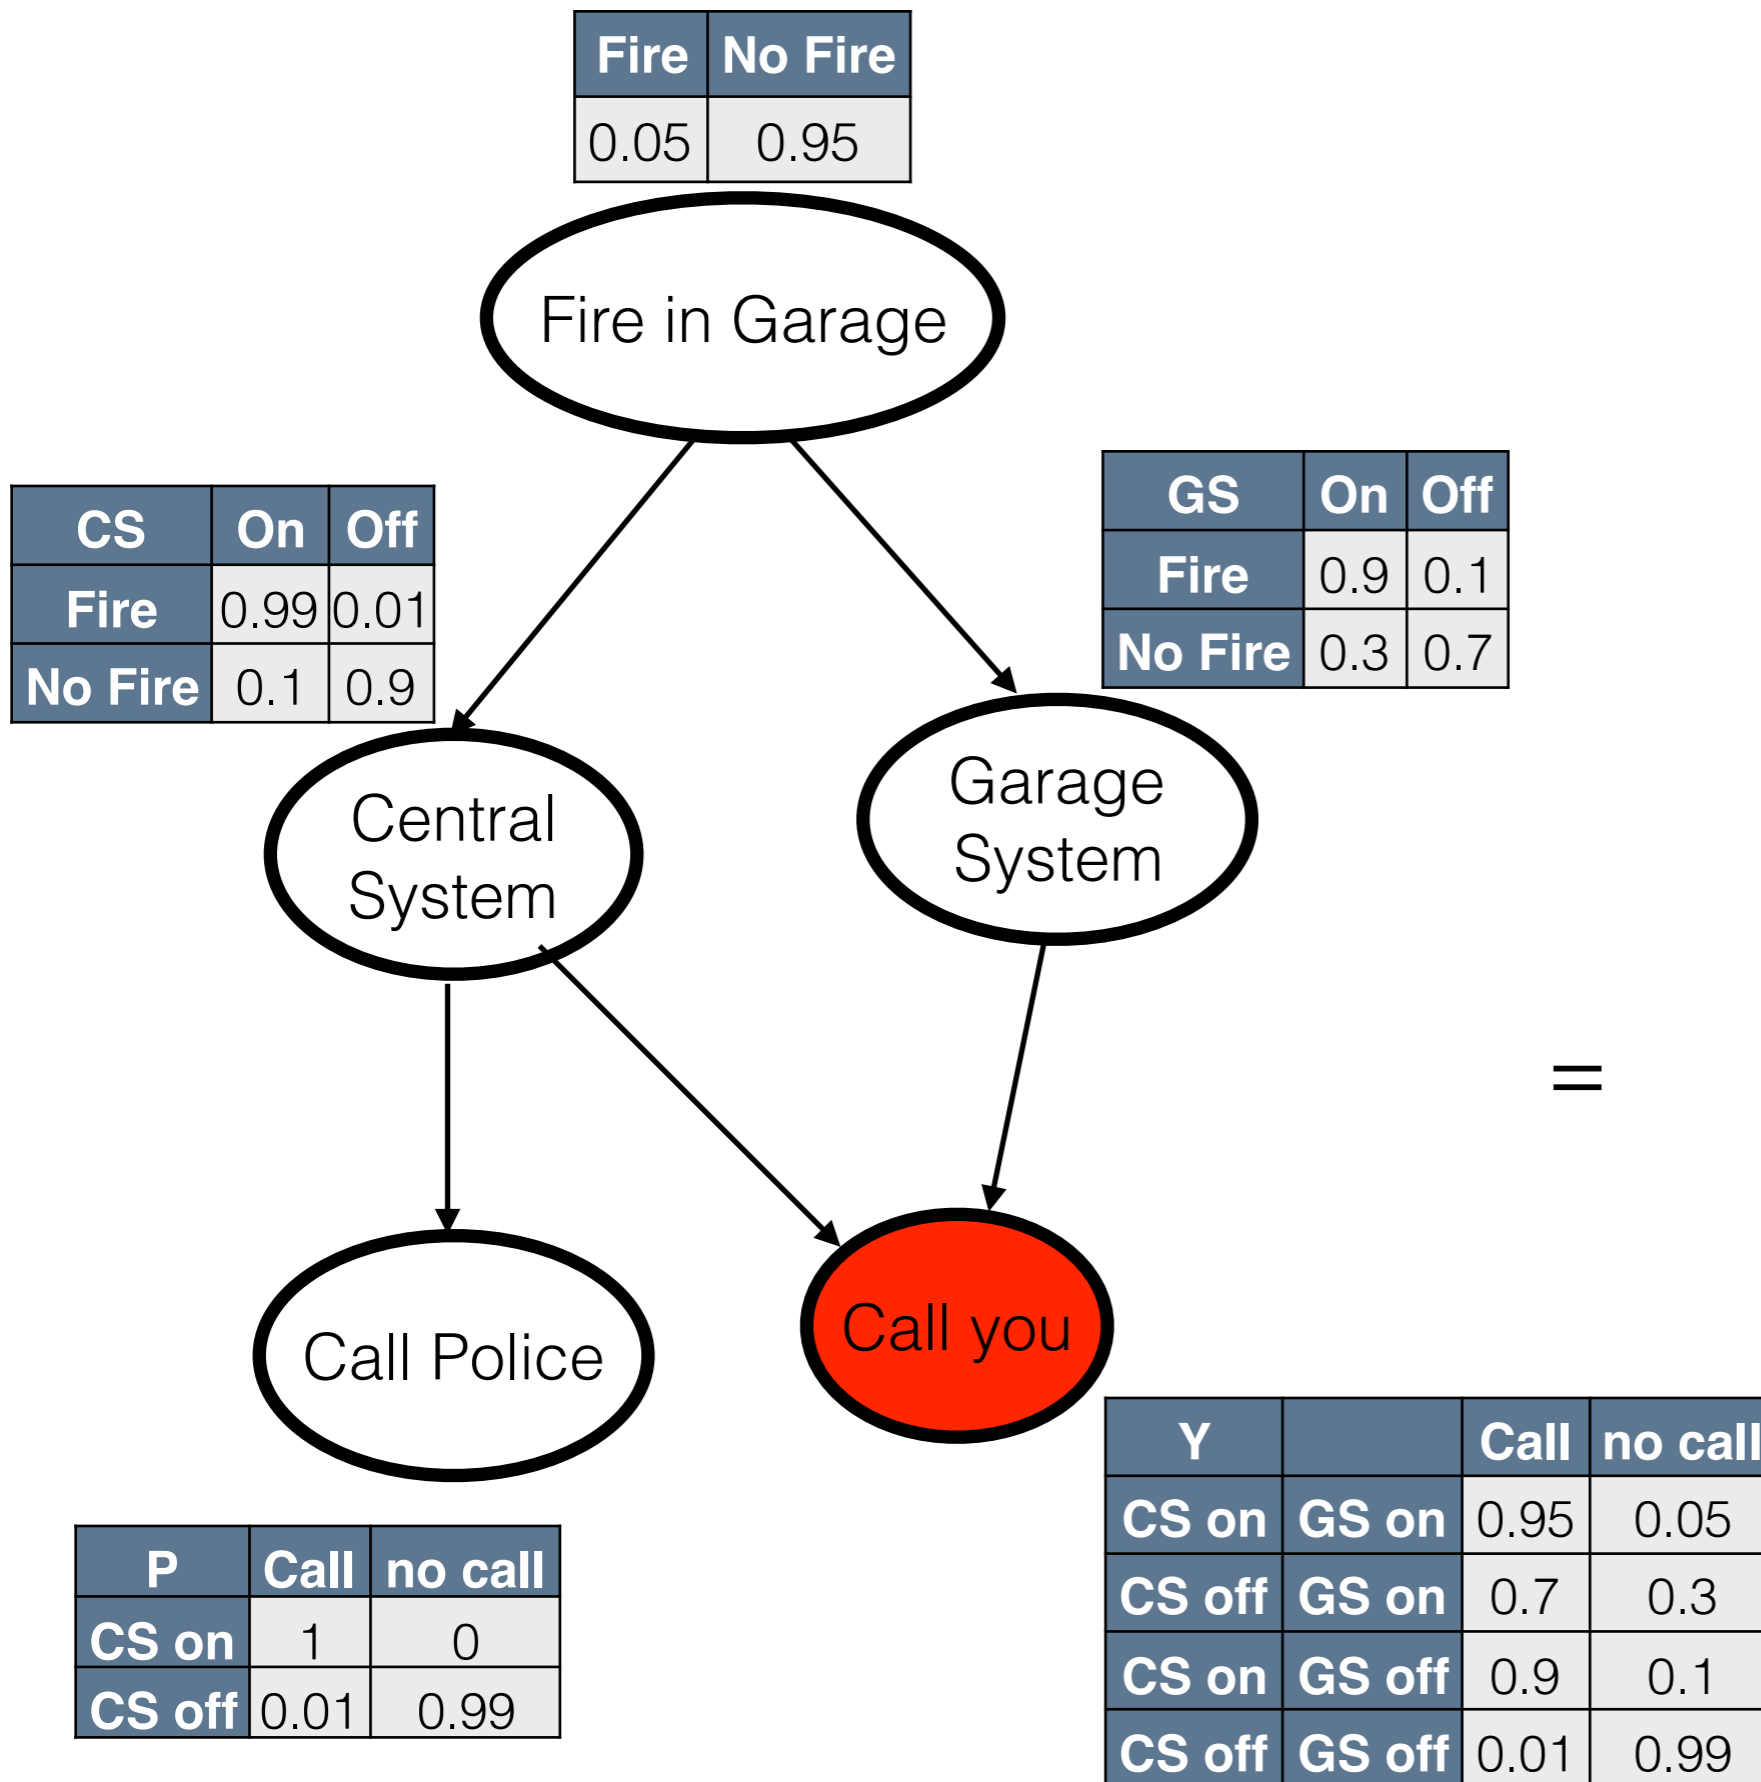 Fire No Fire
0.05 0.95
Fire in Garage
CS On Off
Fire 0.99 0.01
No Fire 0.1 0.9
GS On Off
Fire 0.9 0.1
No Fire 0.3 0.7
Central
System
Garage
System
=
Call Police
Call you
P Call no call
CS on 1 0
CS off 0.01 0.99
Y Call no call
CS on GS on 0.95 0.05
CS off GS on 0.7 0.3
CS on GS off 0.9 0.1
CS off GS off 0.01 0.99